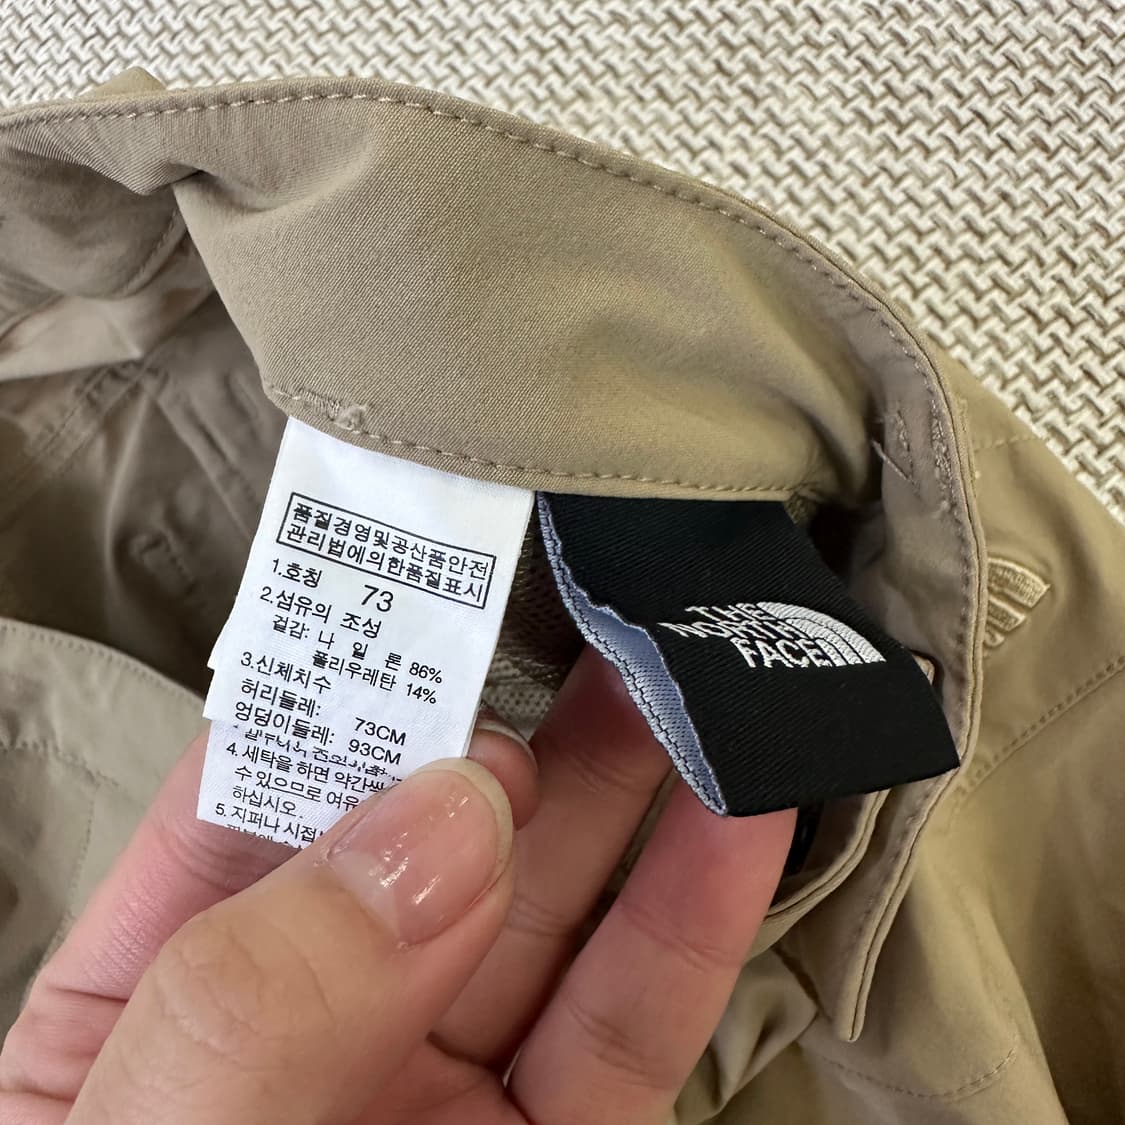 품질경영및공산품안전
관리법에의한품질표시
1.호칭 73
2.섬유의 조성
겉감: 나 일 론 86%
폴리우레탄 14%
3.신체치수
허리둘레: 73CM
엉덩이둘레: 93CM
4. 세탁을 하면 약간씩
수 있으므로 여유
하십시오.
5. 지퍼나 시접
THE
NORTH
FACE